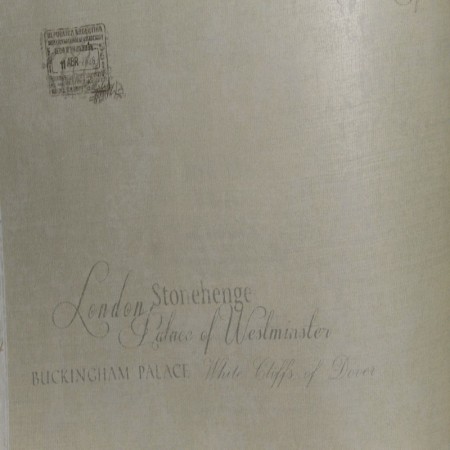 London Stonehenge
Palace of Westminster
BUCKINGHAM PALACE White Cliffs of Dover